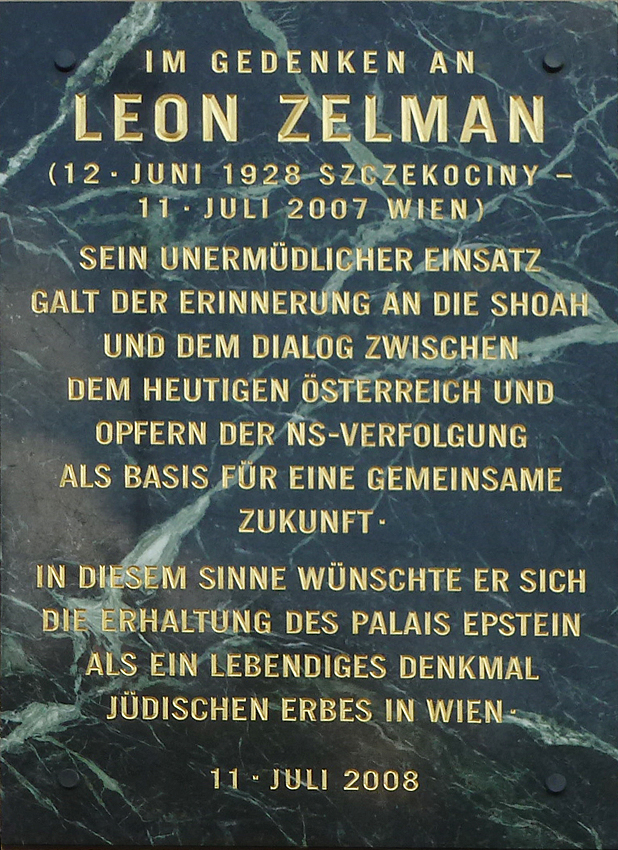 IM GEDENKEN AN
LEON ZELMAN
(12 · JUNI 1928 SZCZEKOCINY –
11 · JULI 2007 WIEN)
SEIN UNERMÜDLICHER EINSATZ
GALT DER ERINNERUNG AN DIE SHOAH
UND DEM DIALOG ZWISCHEN
DEM HEUTIGEN ÖSTERREICH UND
OPFERN DER NS-VERFOLGUNG
ALS BASIS FÜR EINE GEMEINSAME
ZUKUNFT·
IN DIESEM SINNE WÜNSCHTE ER SICH
DIE ERHALTUNG DES PALAIS EPSTEIN
ALS EIN LEBENDIGES DENKMAL
JÜDISCHEN ERBES IN WIEN·
11 · JULI 2008